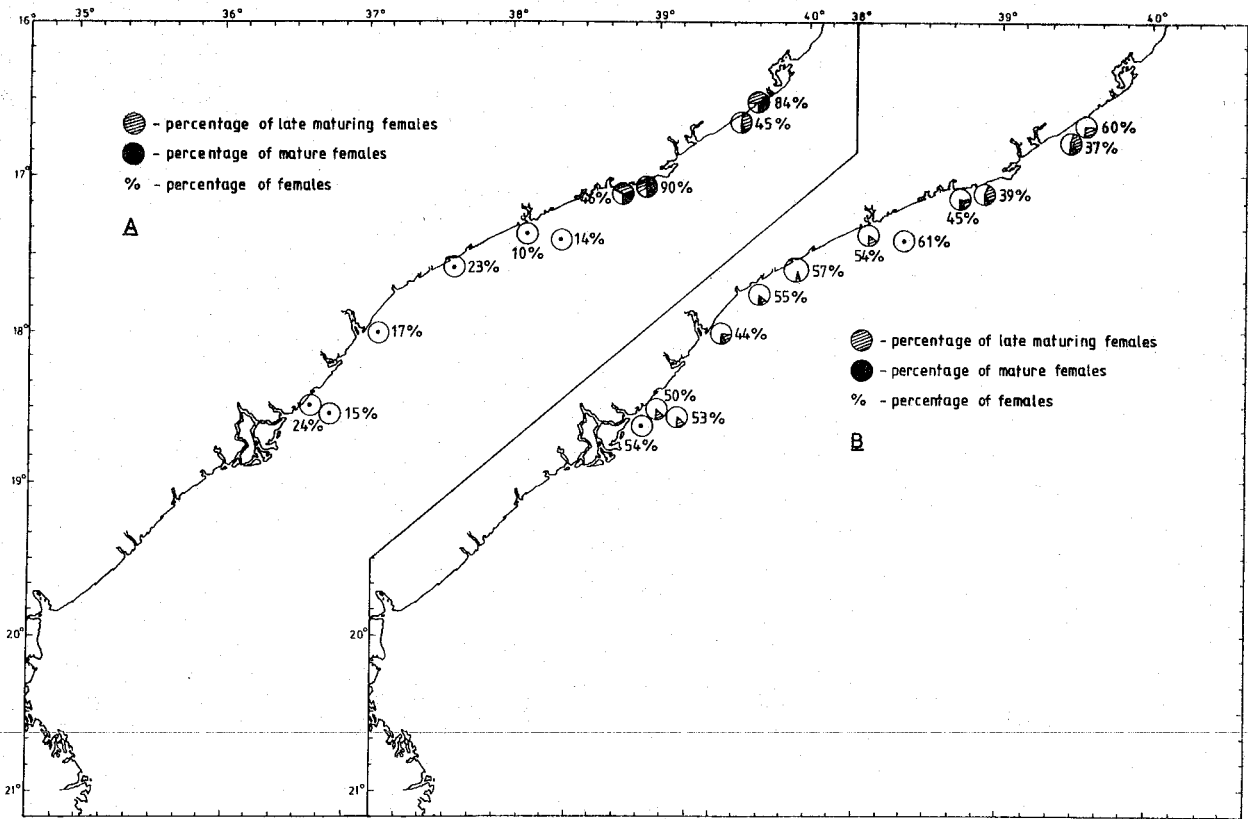 35° 36° 37° 38° 39° 40° 38° 39° 40°
16°
84%
45%
◍ - percentage of late maturing females
● - percentage of mature females
% - percentage of females
A
17°
46% 90%
10% 14%
23%
18°
17%
24% 15%
19°
20°
21°
60%
37%
39%
45%
54% 61%
57%
55%
44%
◍ - percentage of late maturing females
● - percentage of mature females
% - percentage of females
B
50%
53%
54%
20°
21°